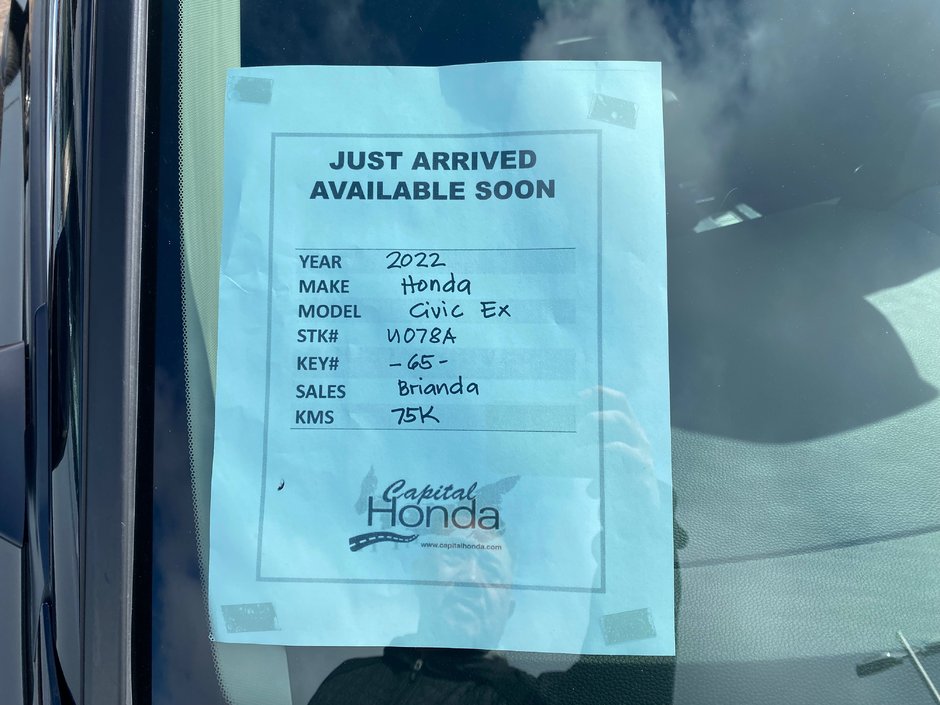 JUST ARRIVED
AVAILABLE SOON
YEAR 2022
MAKE Honda
MODEL Civic Ex
STK# U078A
KEY# -65-
SALES Brianda
KMS 75K
Capital
Honda
www.capitalhonda.com